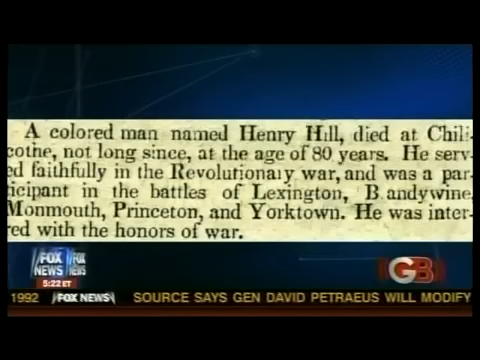 A colored man named Henry Hill, died at Chili-
cothe, not long since, at the age of 80 years. He serv-
ed faithfully in the Revolutionary war, and was a par-
ticipant in the battles of Lexington, B andywine
Monmouth, Princeton, and Yorktown. He was inter-
red with the honors of war.
FOX
NEWS
FOX
NEWS
5:22 ET
GB
1992 FOX NEWS SOURCE SAYS GEN DAVID PETRAEUS WILL MODIFY